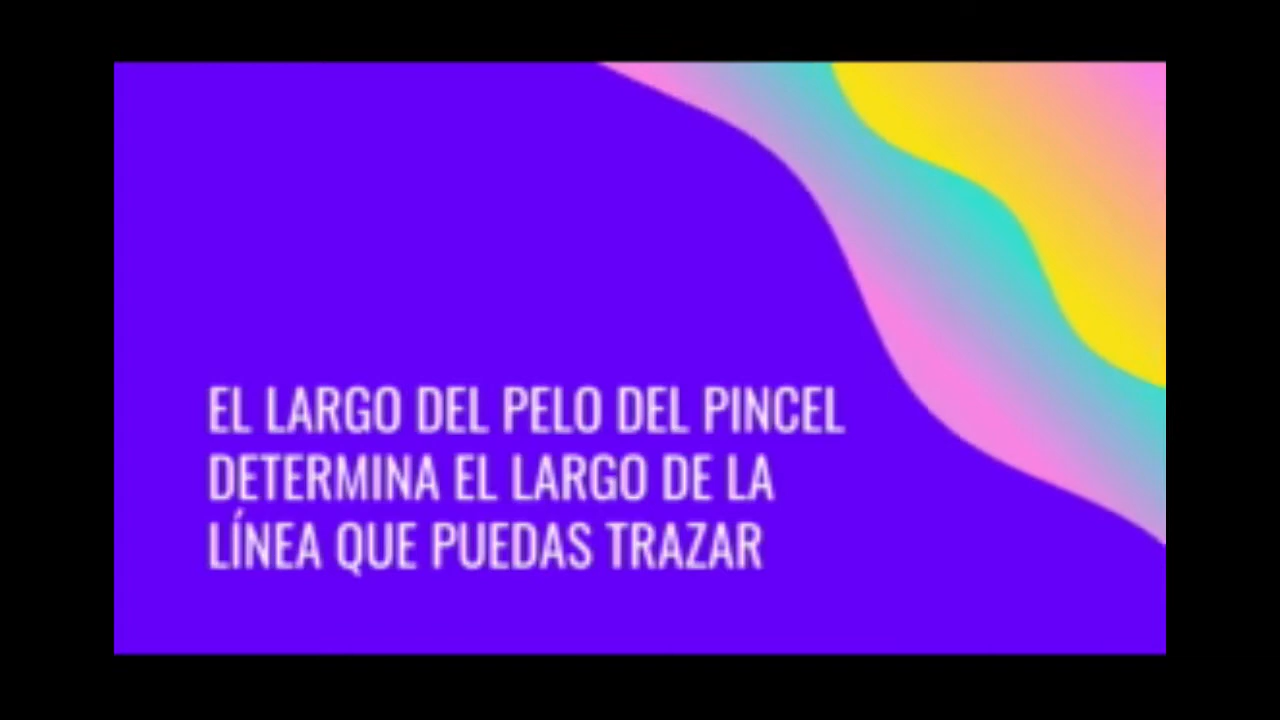 EL LARGO DEL PELO DEL PINCEL
DETERMINA EL LARGO DE LA
LÍNEA QUE PUEDAS TRAZAR